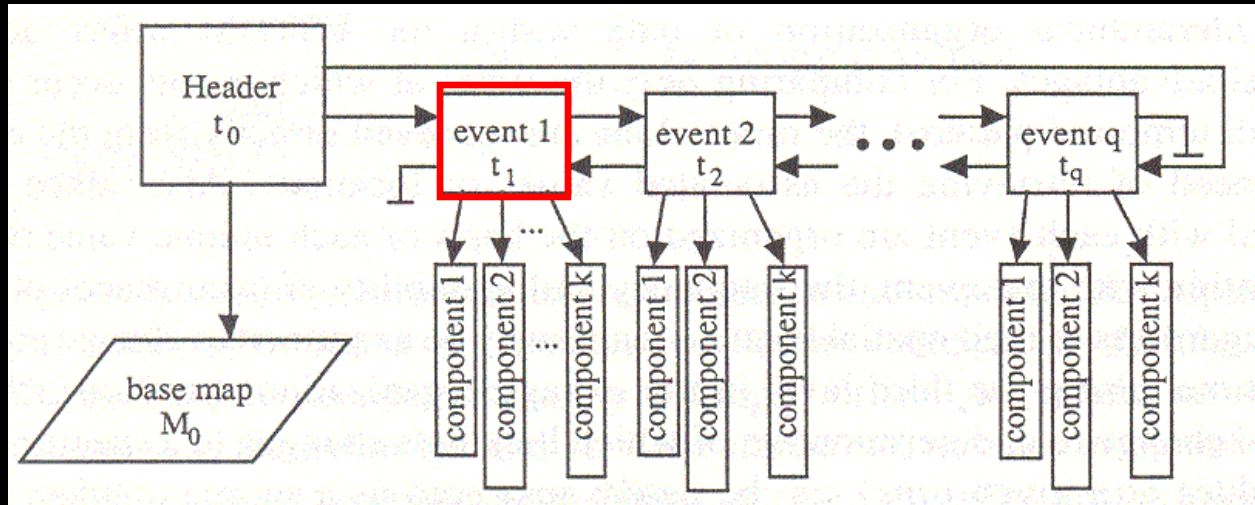 Header
t0
event 1
t1
event 2
t2
•••
event q
tq
...
component 1
component 2
component k
component 1
component 2
component k
component 1
component 2
component k
base map
M0